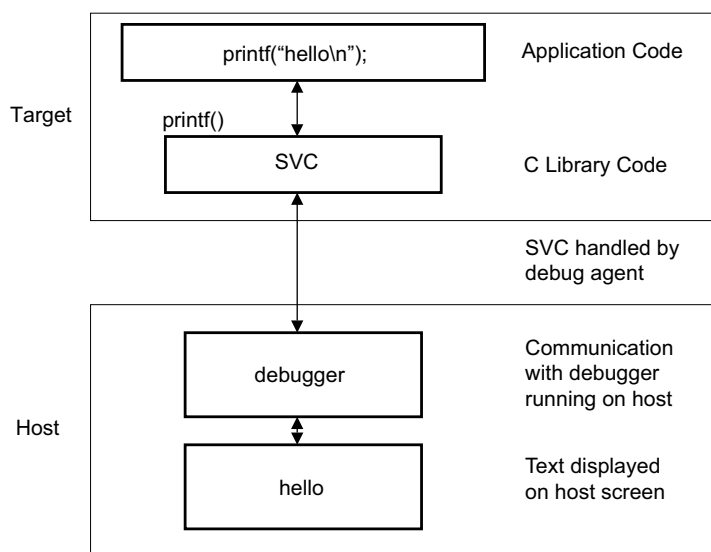 printf(“hello\n”);
Application Code
Target
printf()
SVC
C Library Code
SVC handled by
debug agent
debugger
Communication
with debugger
running on host
Host
hello
Text displayed
on host screen